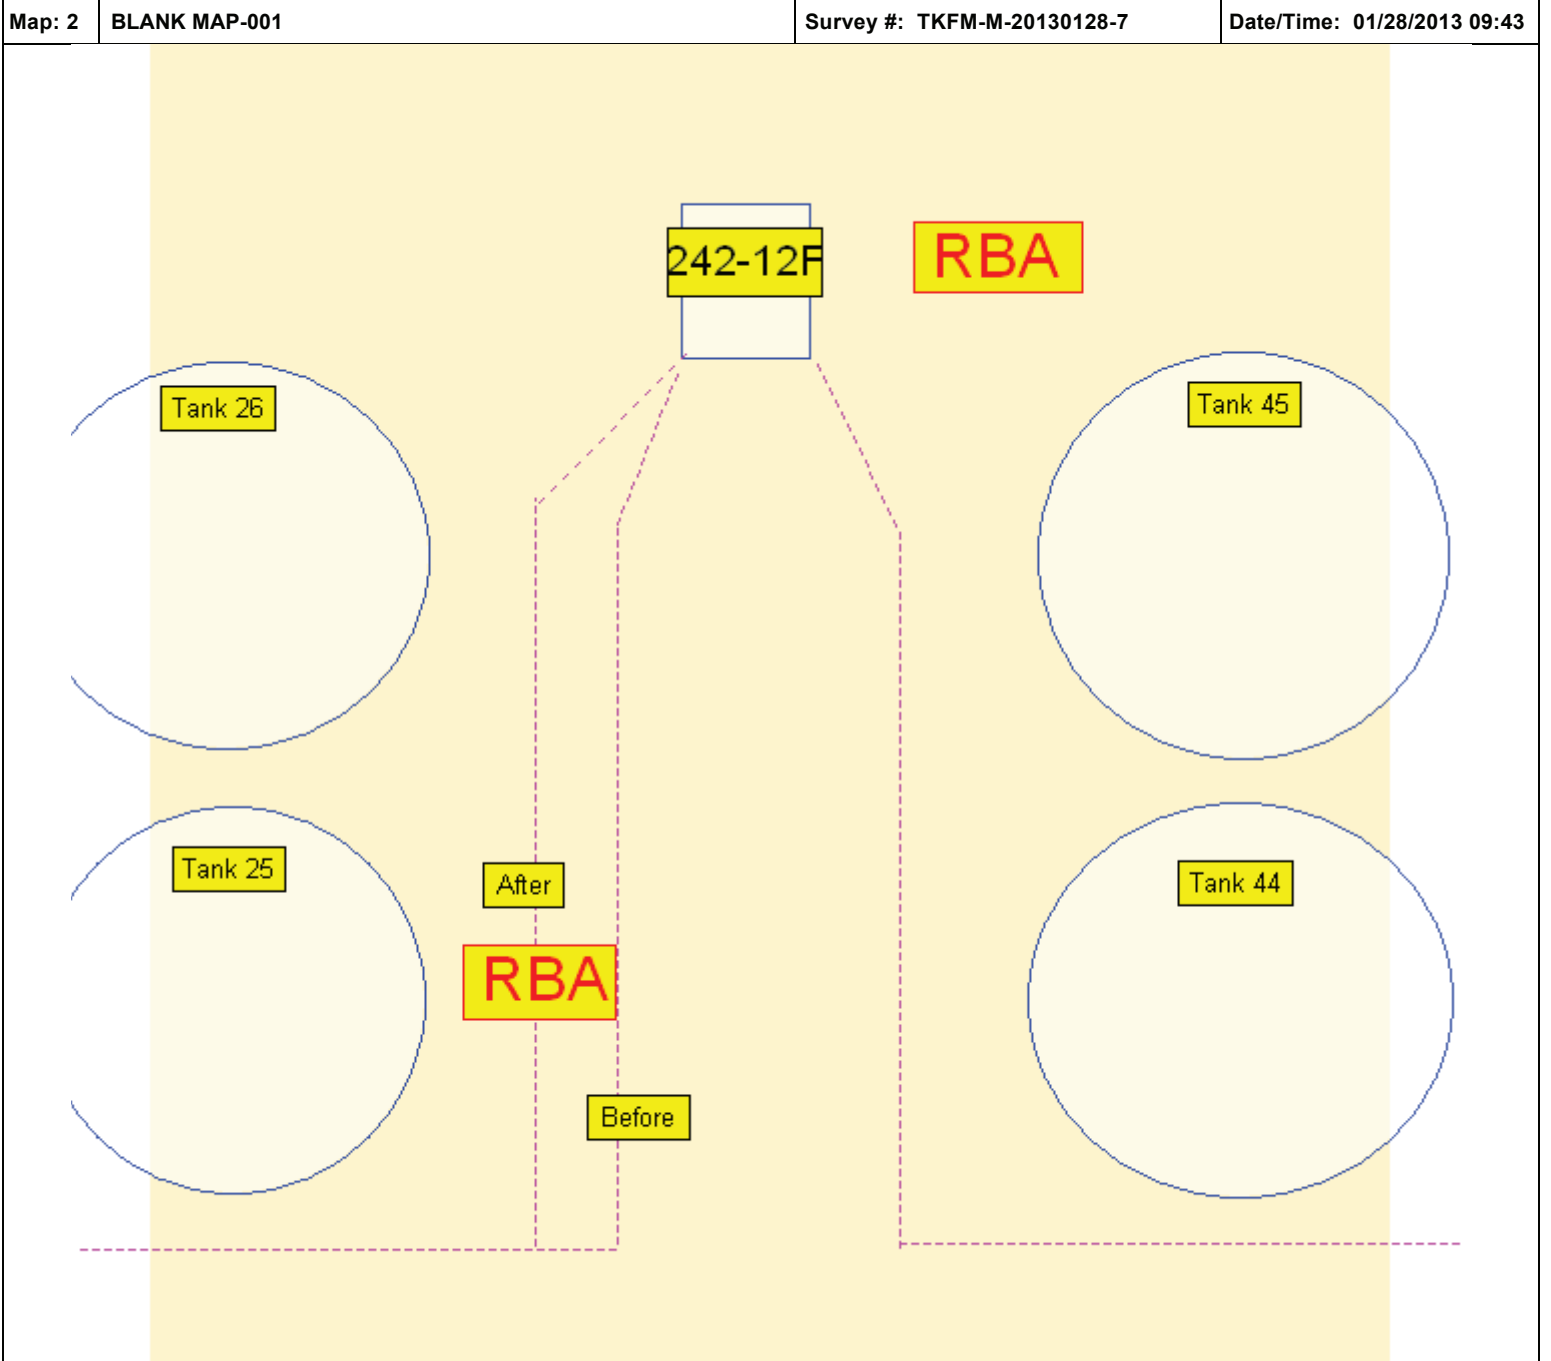 Map: 2 BLANK MAP-001 Survey #: TKFM-M-20130128-7 Date/Time: 01/28/2013 09:43
242-12F
RBA
Tank 26
Tank 45
Tank 25
After
Tank 44
RBA
Before